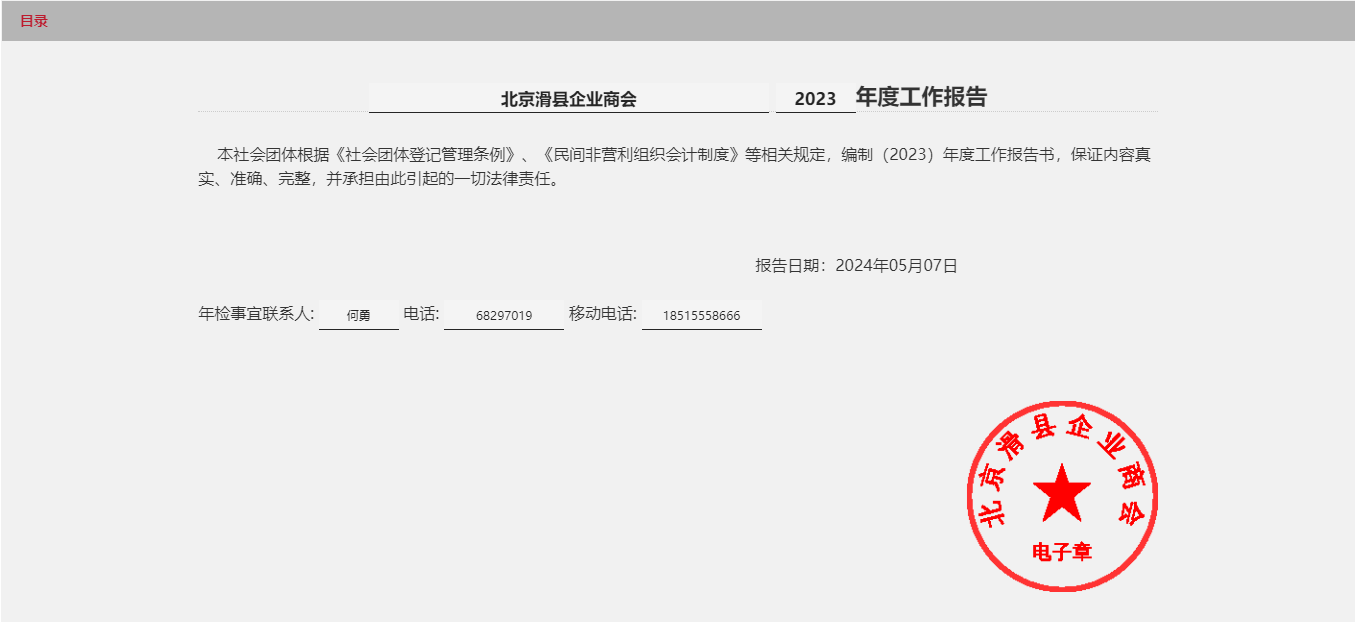 目录
北京滑县企业商会 2023 年度工作报告
本社会团体根据《社会团体登记管理条例》、《民间非营利组织会计制度》等相关规定，编制（2023）年度工作报告书，保证内容真
实、准确、完整，并承担由此引起的一切法律责任。
报告日期：2024年05月07日
年检事宜联系人: 何勇 电话: 68297019 移动电话: 18515558666
北京滑县企业商会
电子章